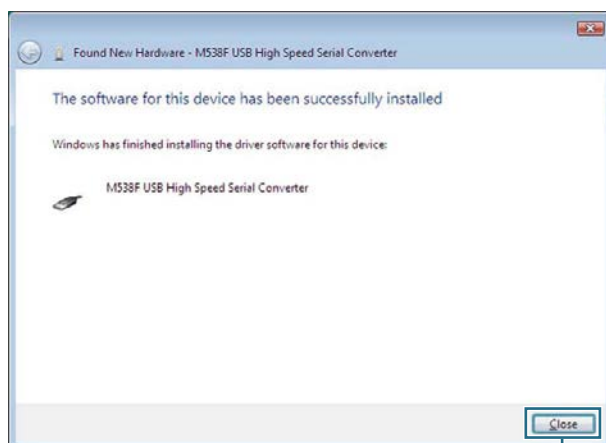 Found New Hardware - M538F USB High Speed Serial Converter
The software for this device has been successfully installed
Windows has finished installing the driver software for this device:
M538F USB High Speed Serial Converter
Close